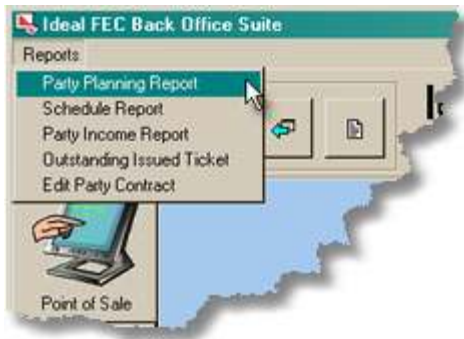 Ideal FEC Back Office Suite
Reports
Party Planning Report
Schedule Report
Party Income Report
Outstanding Issued Ticket
Edit Party Contract
Point of Sale